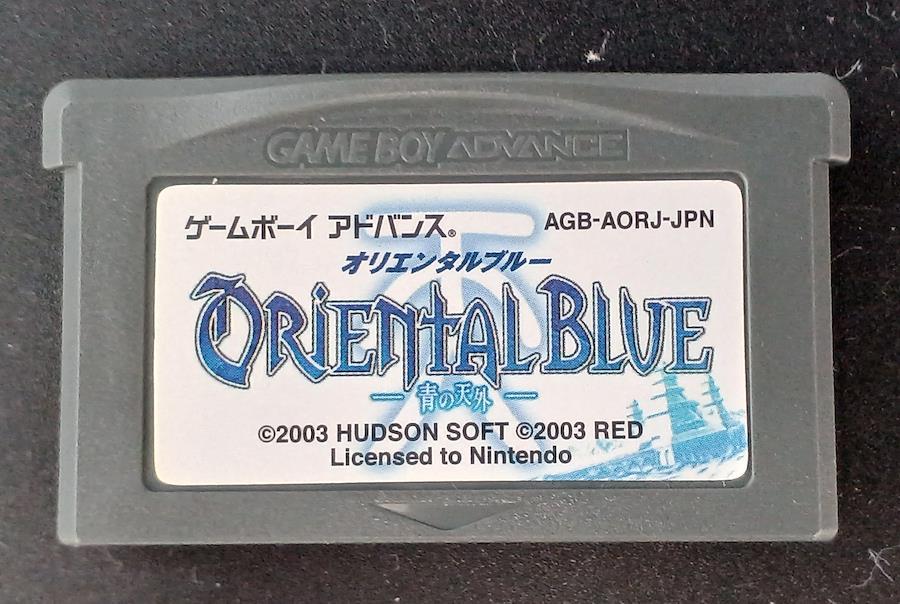 GAME BOY ADVANCE
ゲームボーイ アドバンス® AGB-AORJ-JPN
オリエンタルブルー
ORIENTAL BLUE
― 青の天外 ―
©2003 HUDSON SOFT ©2003 RED
Licensed to Nintendo